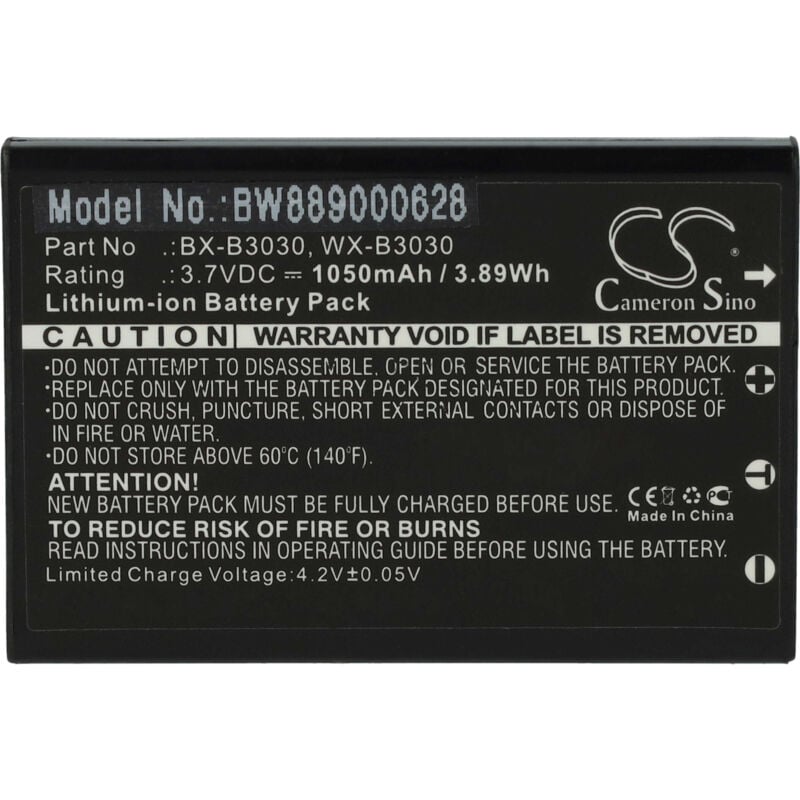 Model No.:BW889000628
Part No .:BX-B3030, WX-B3030
Rating .:3.7VDC ⎓ 1050mAh / 3.89Wh
Lithium-ion Battery Pack
CS
®
Cameron Sino
CAUTION WARRANTY VOID IF LABEL IS REMOVED
•DO NOT ATTEMPT TO DISASSEMBLE, OPEN OR SERVICE THE BATTERY PACK.
•REPLACE ONLY WITH THE BATTERY PACK DESIGNATED FOR THIS PRODUCT.
•DO NOT CRUSH, PUNCTURE, SHORT EXTERNAL CONTACTS OR DISPOSE OF
IN FIRE OR WATER.
•DO NOT STORE ABOVE 60°C (140°F).
ATTENTION!
NEW BATTERY PACK MUST BE FULLY CHARGED BEFORE USE.
TO REDUCE RISK OF FIRE OR BURNS
READ INSTRUCTIONS IN BEFORE USING THE BATTERY.
Limited Charge Voltage:4.2V±0.05V
CE
Made In China
+
T
I